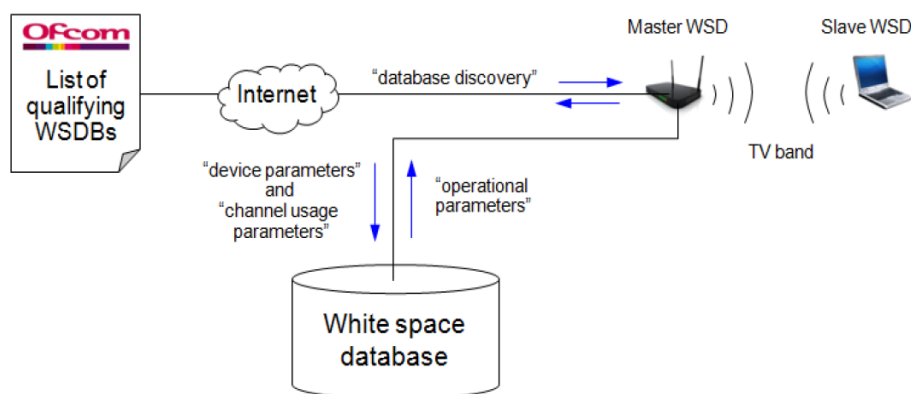 Ofcom
List of
qualifying
WSDBs
Internet
"database discovery"
Master WSD
Slave WSD
TV band
"device parameters"
and
"channel usage
parameters"
"operational
parameters"
White space
database